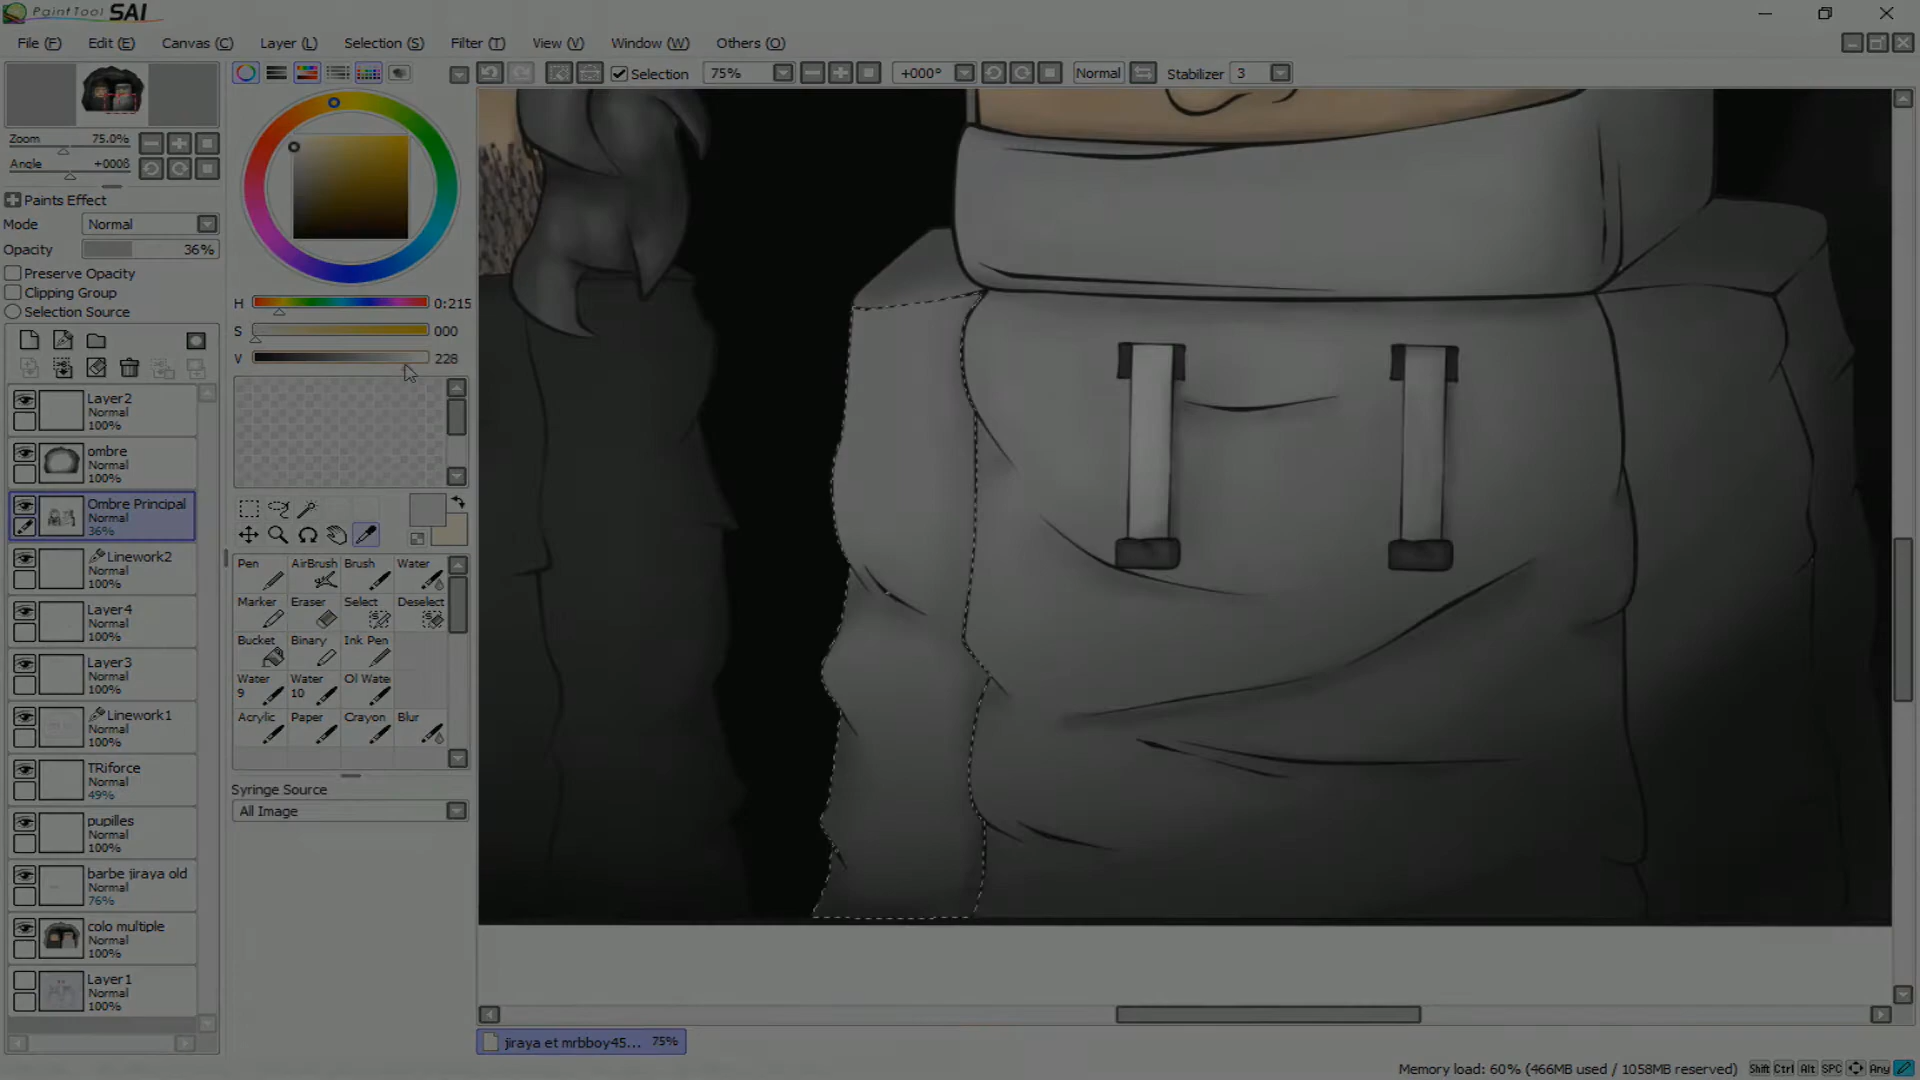 PaintTool SAI
File (F) Edit (E) Canvas (C) Layer (L) Selection (S) Filter (T) View (V) Window (W) Others (O)
Selection 75% +000° Normal Stabilizer 3
Zoom 75.0%
Angle +000ß
Paints Effect
Mode Normal
Opacity 36%
Preserve Opacity
Clipping Group
Selection Source
H 0:215
S 000
V 228
Layer2
Normal
100%
ombre
Normal
100%
Ombre Principal
Normal
36%
Linework2
100%
Layer4
Normal
100%
Layer3
Normal
100%
Linework1
100%
TRiforce
Normal
49%
pupilles
Normal
100%
barbe jiraya old
Normal
76%
colo multiple
Normal
100%
Layer1
Normal
100%
Pen AirBrush Brush Water
Marker Eraser Select Deselect
Bucket Binary Ink Pen
Water 9 Water 10 Ol Wate
Acrylic Paper Crayon Blur
Syringe Source
All Image
jiraya et mrbboy45... 75%
Memory load: 60% (466MB used / 1058MB reserved) Shift Ctrl Alt SPC Any